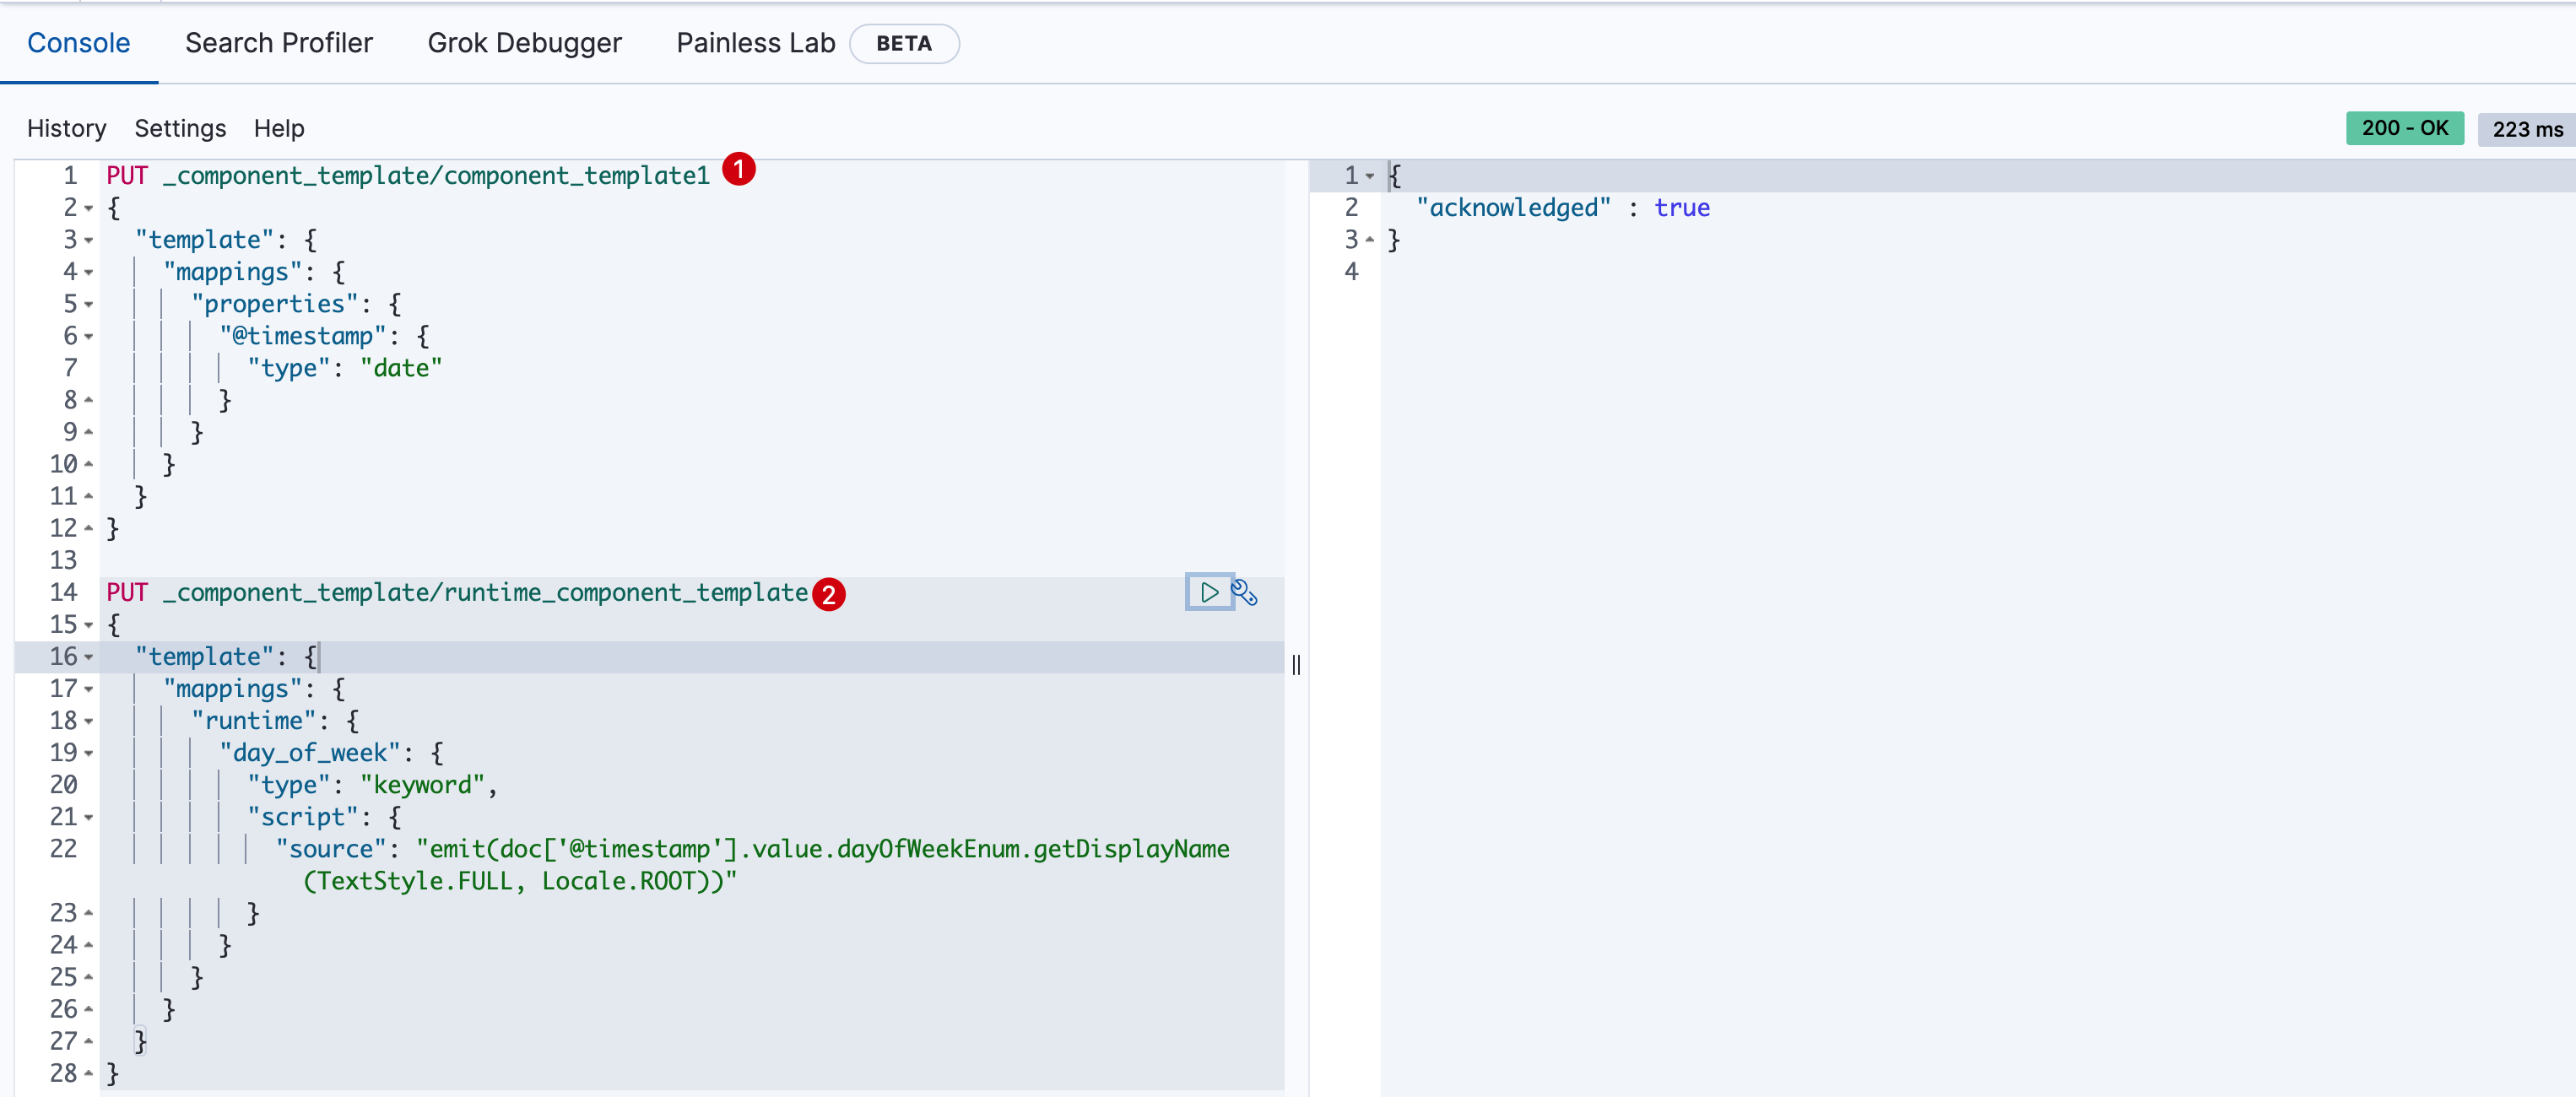 Console Search Profiler Grok Debugger Painless Lab BETA
History Settings Help
200 - OK 223 ms
1 PUT _component_template/component_template1 1
2 {
3 "template": {
4 "mappings": {
5 "properties": {
6 "@timestamp": {
7 "type": "date"
8 }
9 }
10 }
11 }
12 }
13
14 PUT _component_template/runtime_component_template 2
15 {
16 "template": {
17 "mappings": {
18 "runtime": {
19 "day_of_week": {
20 "type": "keyword",
21 "script": {
22 "source": "emit(doc['@timestamp'].value.dayOfWeekEnum.getDisplayName
(TextStyle.FULL, Locale.ROOT))"
23 }
24 }
25 }
26 }
27 }
28 }
1 {
2 "acknowledged" : true
3 }
4